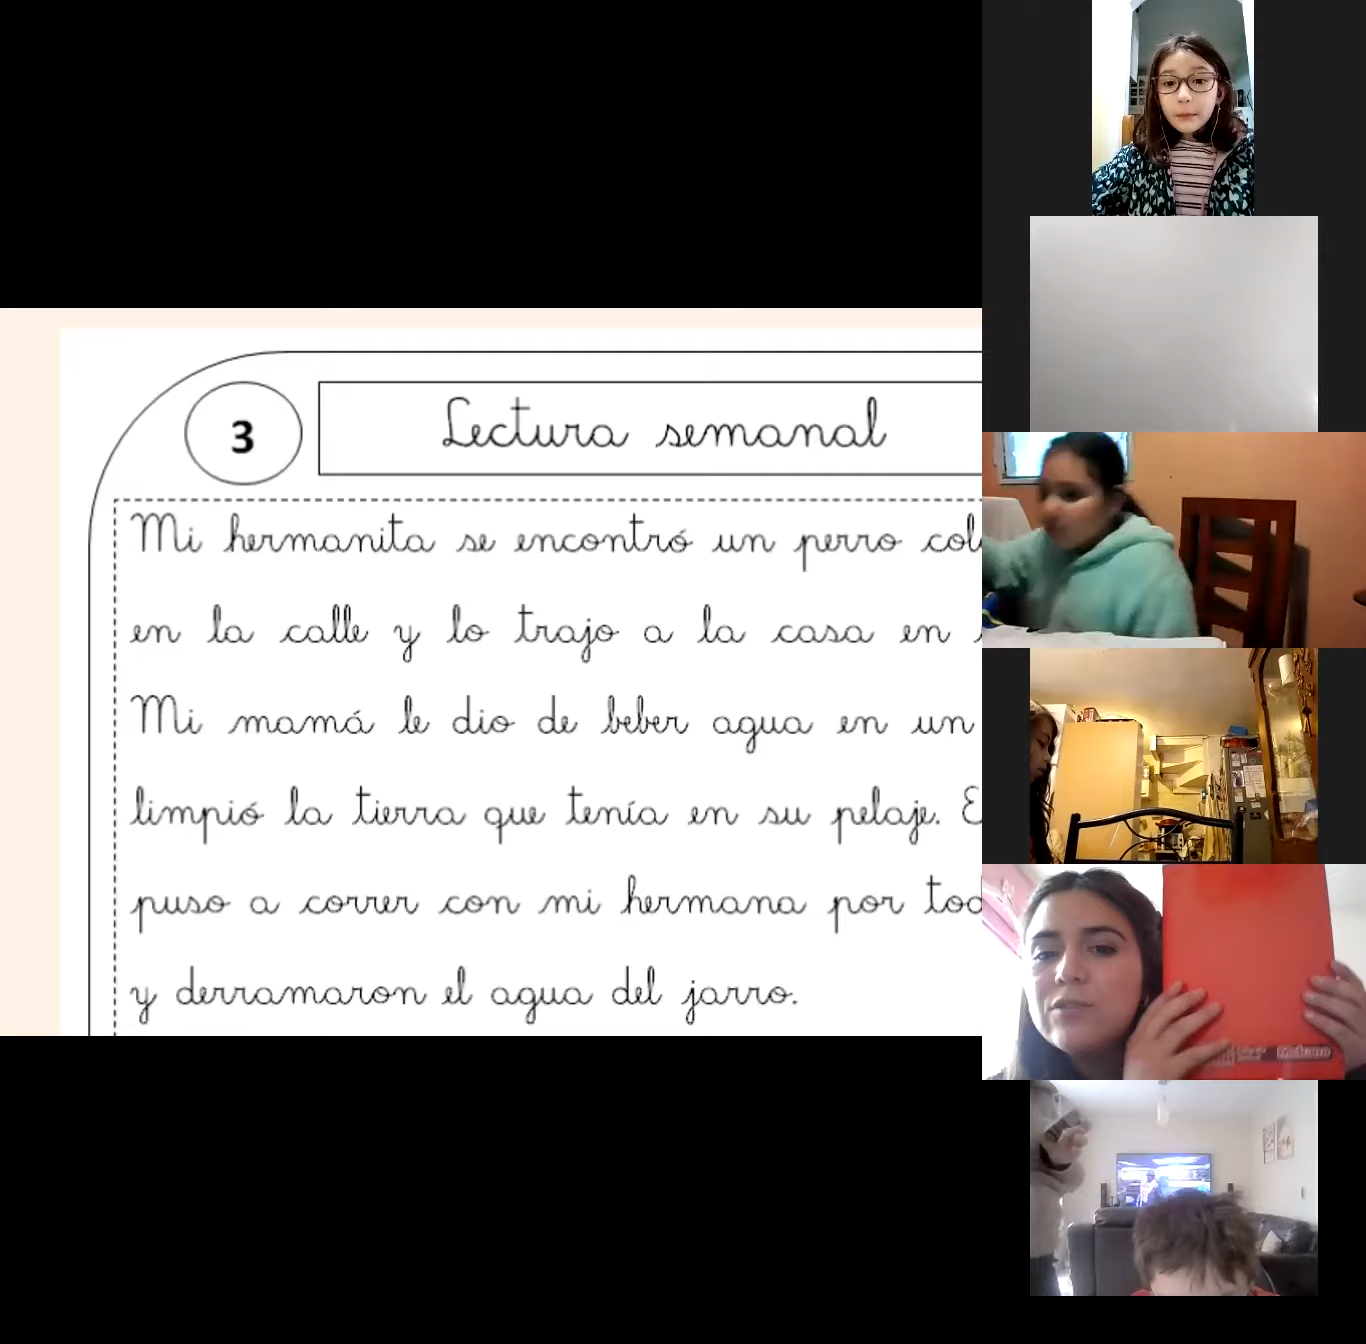 3
Lectura semanal
Mi hermanita se encontró un perro
en la calle y lo trajo a la casa en
Mi mamá le dio de beber agua en un
limpió la tierra que tenía en su pelaje.
puso a correr con mi hermana por
y derramaron el agua del jarro.